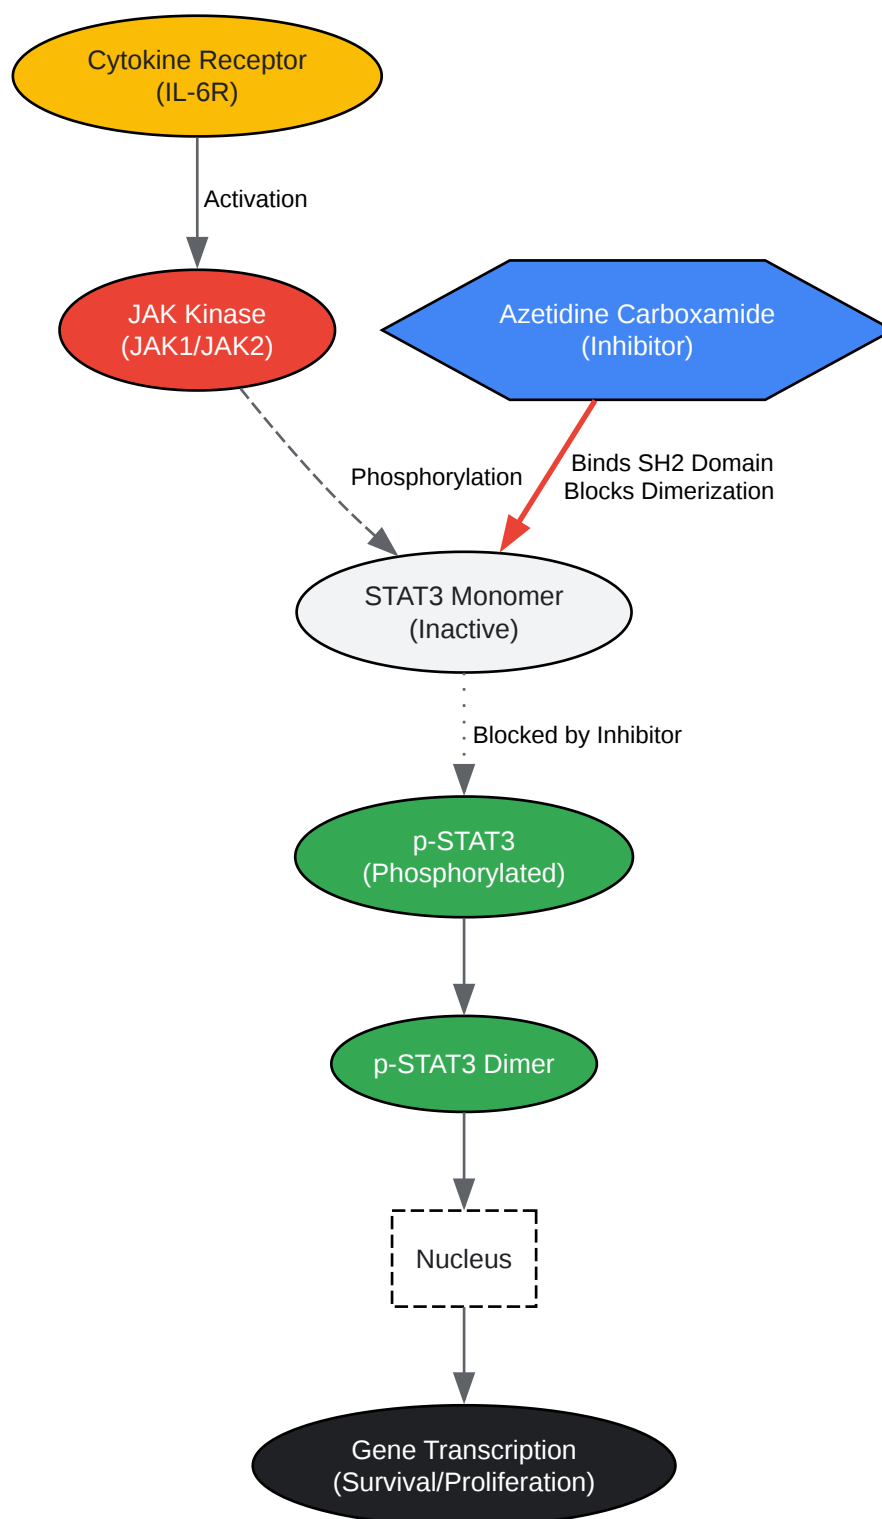 Cytokine Receptor
(IL-6R)
Activation
JAK Kinase
(JAK1/JAK2)
Azetidine Carboxamide
(Inhibitor)
Phosphorylation
Binds SH2 Domain
Blocks Dimerization
STAT3 Monomer
(Inactive)
Blocked by Inhibitor
p-STAT3
(Phosphorylated)
p-STAT3 Dimer
Nucleus
Gene Transcription
(Survival/Proliferation)